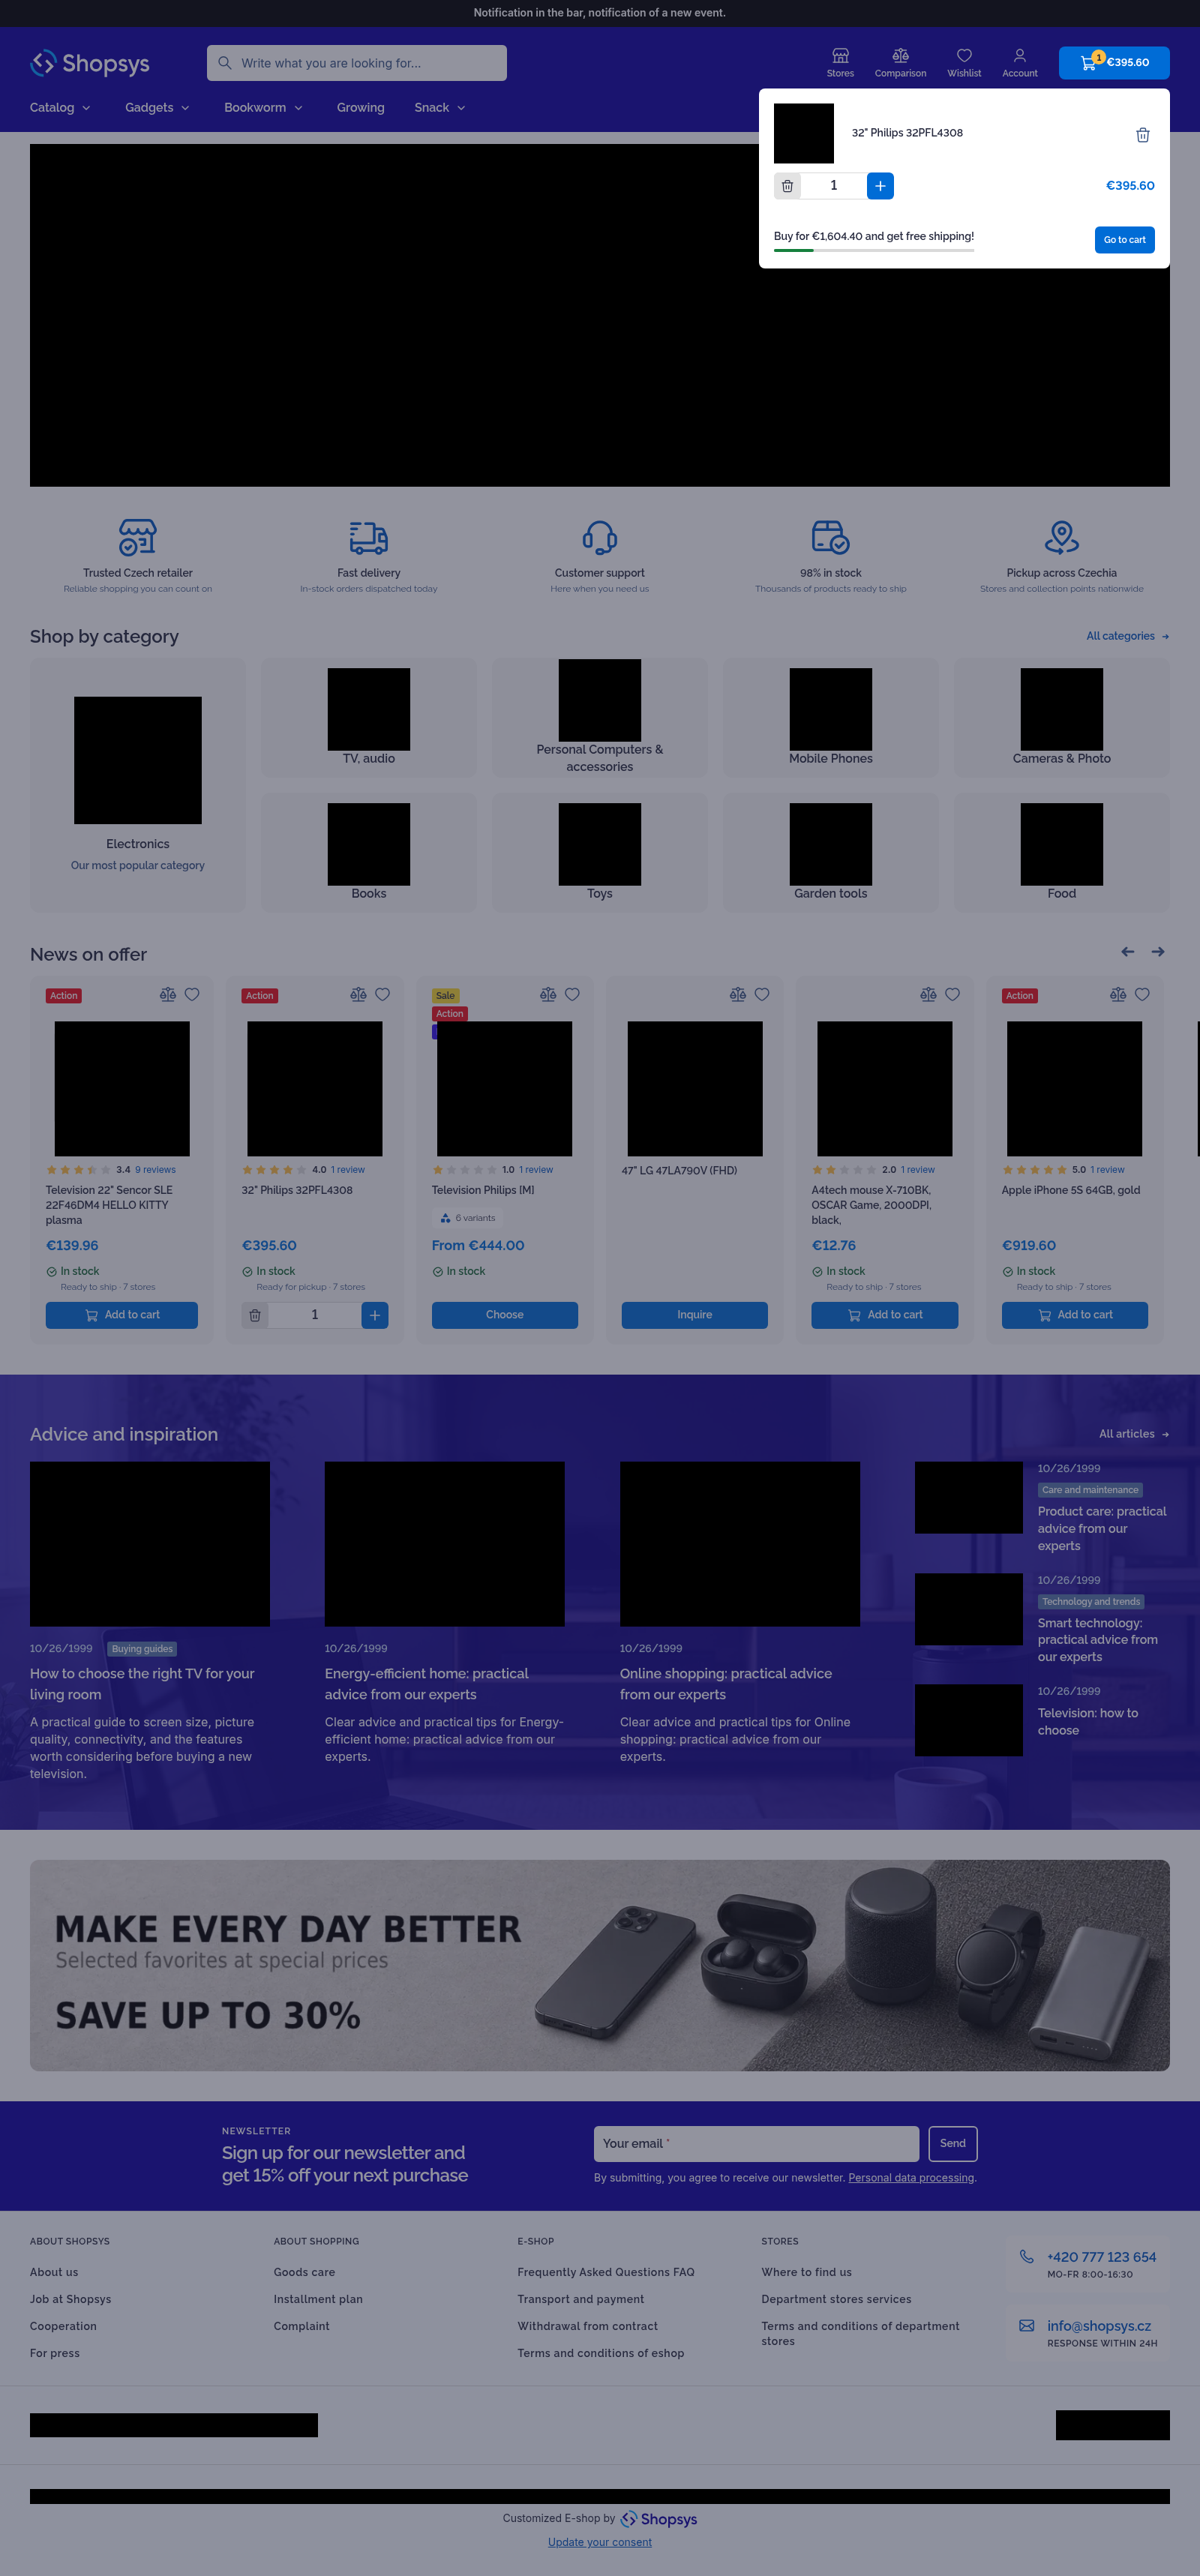 Notification in the bar, notification of a new event.
Shopsys
Write what you are looking for...
Stores
Comparison
Wishlist
Account
1
€395.60
Catalog
Gadgets
Bookworm
Growing
Snack
32" Philips 32PFL4308
1
€395.60
Buy for €1,604.40 and get free shipping!
Go to cart
Trusted Czech retailer
Reliable shopping you can count on
Fast delivery
In-stock orders dispatched today
Customer support
Here when you need us
98% in stock
Thousands of products ready to ship
Pickup across Czechia
Stores and collection points nationwide
Shop by category
All categories
Electronics
Our most popular category
TV, audio
Personal Computers &
accessories
Mobile Phones
Cameras & Photo
Books
Toys
Garden tools
Food
News on offer
Action
3.4 9 reviews
Television 22" Sencor SLE
22F46DM4 HELLO KITTY
plasma
€139.96
In stock
Ready to ship · 7 stores
Add to cart
Action
4.0 1 review
32" Philips 32PFL4308
€395.60
In stock
Ready for pickup · 7 stores
1
Sale
Action
1.0 1 review
Television Philips [M]
6 variants
From €444.00
In stock
Choose
47" LG 47LA790V (FHD)
Inquire
2.0 1 review
A4tech mouse X-710BK,
OSCAR Game, 2000DPI,
black,
€12.76
In stock
Ready to ship · 7 stores
Add to cart
Action
5.0 1 review
Apple iPhone 5S 64GB, gold
€919.60
In stock
Ready to ship · 7 stores
Add to cart
Advice and inspiration
All articles
10/26/1999
Buying guides
How to choose the right TV for your
living room
A practical guide to screen size, picture
quality, connectivity, and the features
worth considering before buying a new
television.
10/26/1999
Energy-efficient home: practical
advice from our experts
Clear advice and practical tips for Energy-
efficient home: practical advice from our
experts.
10/26/1999
Online shopping: practical advice
from our experts
Clear advice and practical tips for Online
shopping: practical advice from our
experts.
10/26/1999
Care and maintenance
Product care: practical
advice from our
experts
10/26/1999
Technology and trends
Smart technology:
practical advice from
our experts
10/26/1999
Television: how to
choose
MAKE EVERY DAY BETTER
Selected favorites at special prices
SAVE UP TO 30%
NEWSLETTER
Sign up for our newsletter and
get 15% off your next purchase
Your email *
Send
By submitting, you agree to receive our newsletter. Personal data processing.
ABOUT SHOPSYS
About us
Job at Shopsys
Cooperation
For press
ABOUT SHOPPING
Goods care
Installment plan
Complaint
E-SHOP
Frequently Asked Questions FAQ
Transport and payment
Withdrawal from contract
Terms and conditions of eshop
STORES
Where to find us
Department stores services
Terms and conditions of department
stores
+420 777 123 654
MO-FR 8:00-16:30
info@shopsys.cz
RESPONSE WITHIN 24H
Customized E-shop by Shopsys
Update your consent